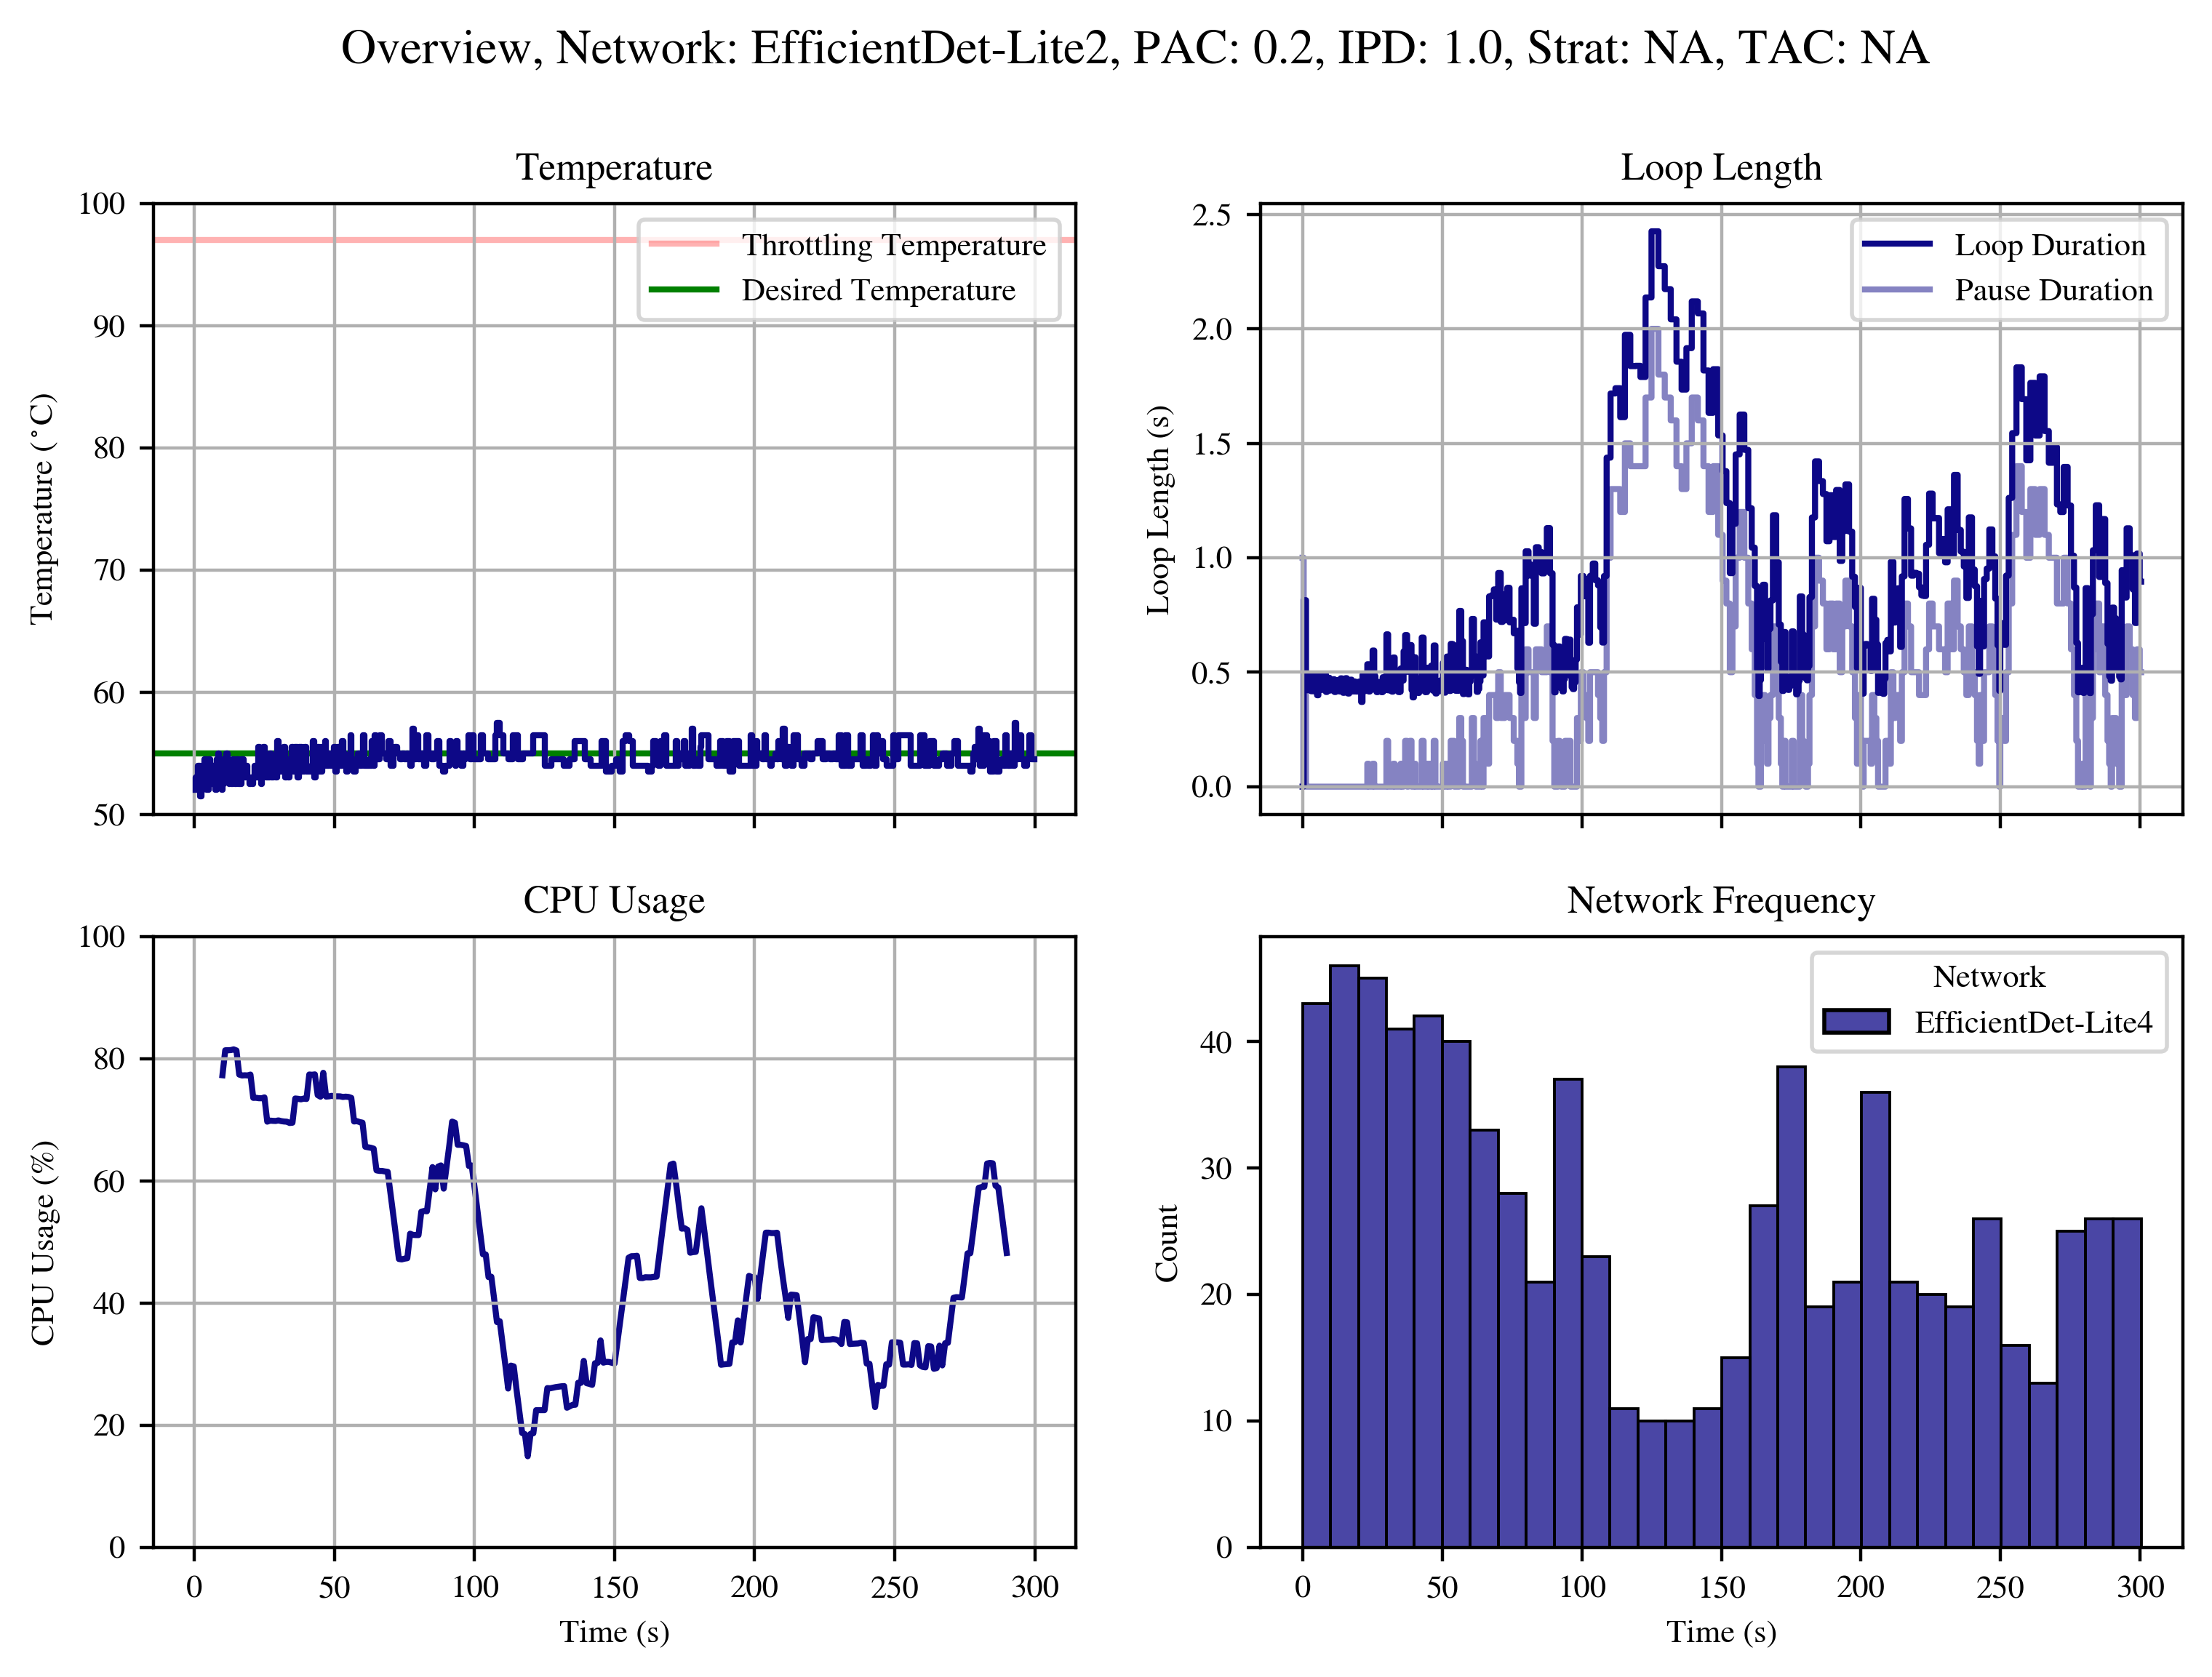 Overview, Network: EfficientDet-Lite2, PAC: 0.2, IPD: 1.0, Strat: NA, TAC: NA
Temperature
100
90
80
70
60
50
Temperature (°C)
Throttling Temperature
Desired Temperature
Loop Length
2.5
2.0
1.5
1.0
0.5
0.0
Loop Length (s)
Loop Duration
Pause Duration
CPU Usage
100
80
60
40
20
0
CPU Usage (%)
0 50 100 150 200 250 300
Time (s)
Network Frequency
40
30
20
10
0
Count
Network
EfficientDet-Lite4
0 50 100 150 200 250 300
Time (s)